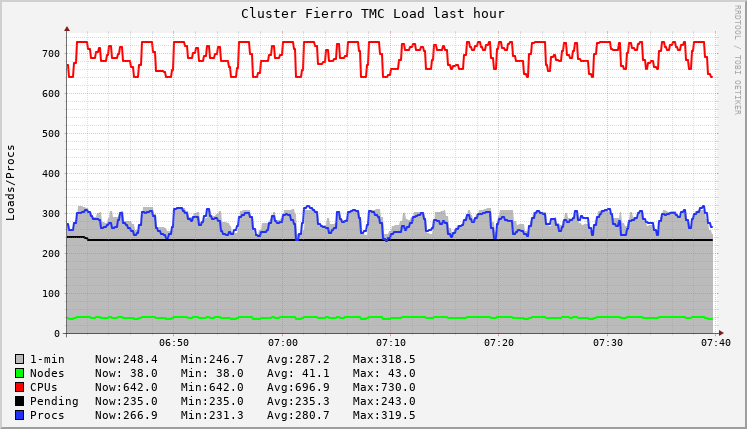 Cluster Fierro TMC Load last hour
RRDTOOL / TOBI OETIKER
Loads/Procs
700
600
500
400
300
200
100
0
06:50 07:00 07:10 07:20 07:30 07:40
1-min Now:248.4 Min:246.7 Avg:287.2 Max:318.5
Nodes Now: 38.0 Min: 38.0 Avg: 41.1 Max: 43.0
CPUs Now:642.0 Min:642.0 Avg:696.9 Max:730.0
Pending Now:235.0 Min:235.0 Avg:235.3 Max:243.0
Procs Now:266.9 Min:231.3 Avg:280.7 Max:319.5